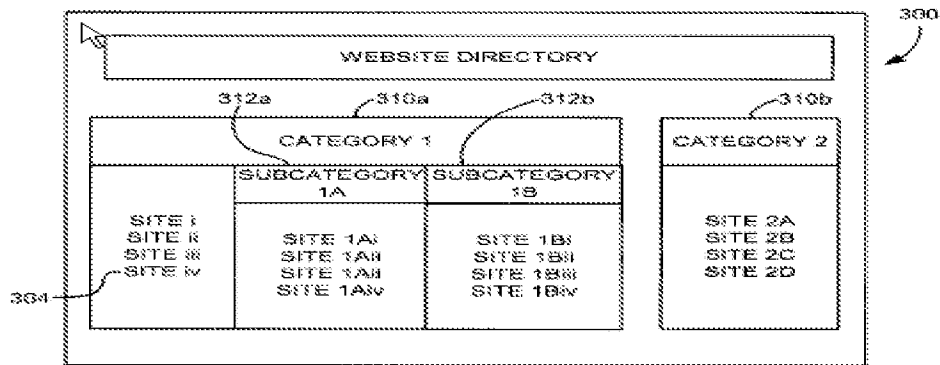 300
WEBSITE DIRECTORY
312a
310a
312b
310b
CATEGORY 1
CATEGORY 2
SUBCATEGORY
1A
SUBCATEGORY
1B
SITE i
SITE ii
SITE iii
SITE iv
SITE 1Ai
SITE 1Aii
SITE 1Aii
SITE 1Aiv
SITE 1Bi
SITE 1Bii
SITE 1Biii
SITE 1Biv
SITE 2A
SITE 2B
SITE 2C
SITE 2D
304